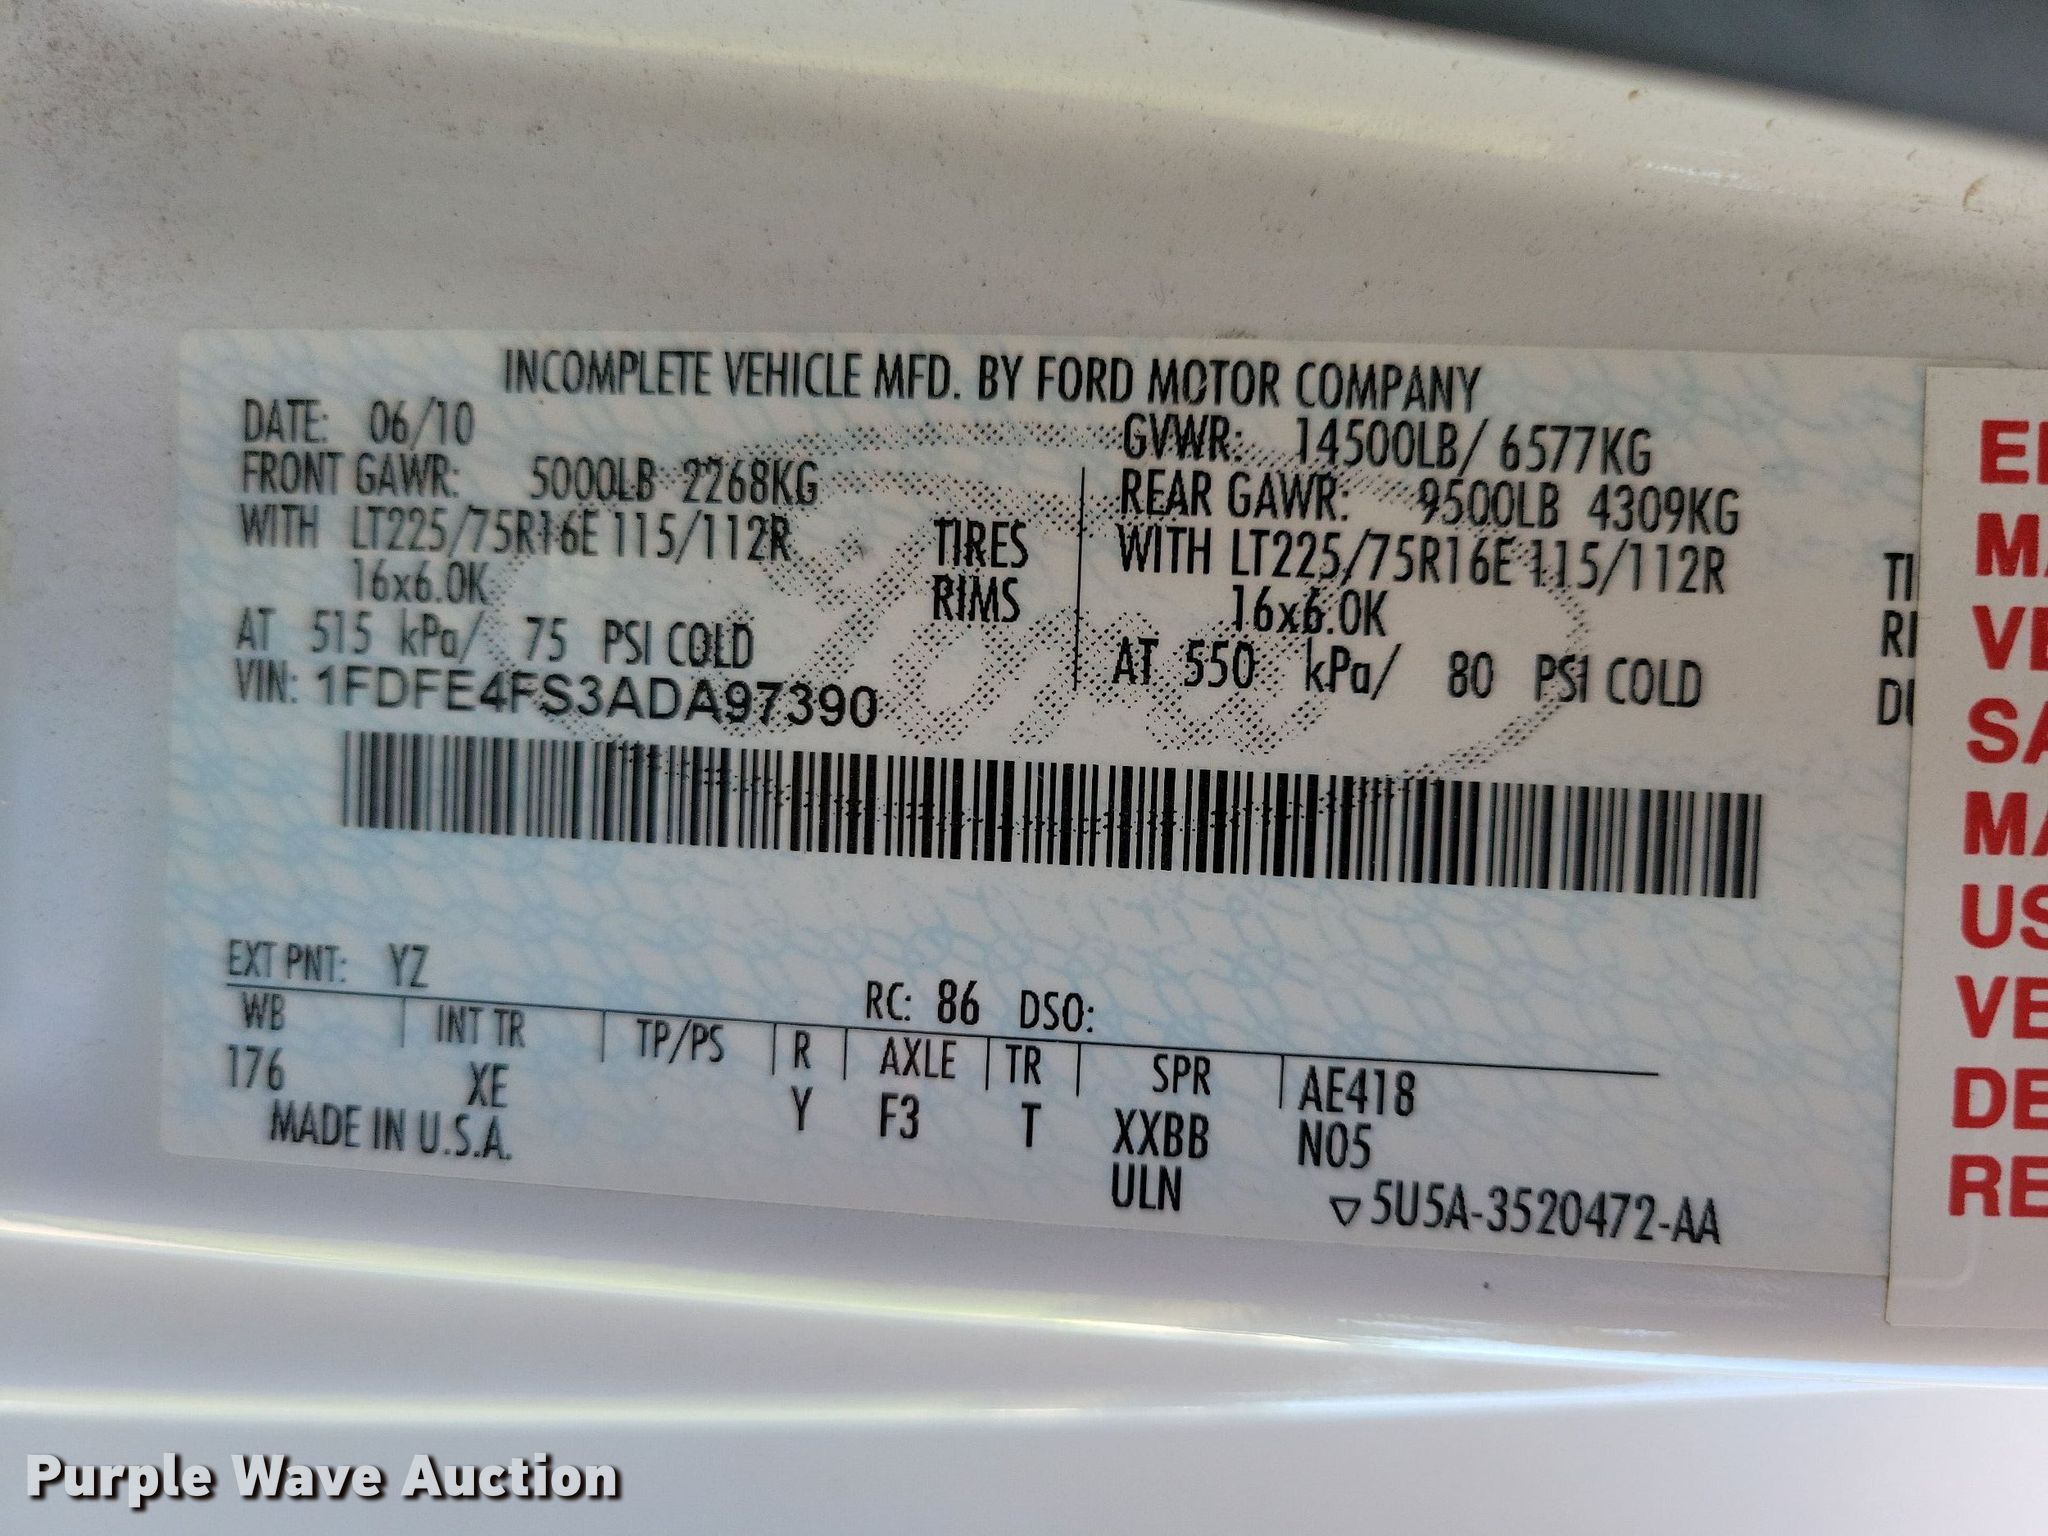 INCOMPLETE VEHICLE MFD. BY FORD MOTOR COMPANY
DATE: 06/10 GVWR: 14500LB/ 6577KG
FRONT GAWR: 5000LB 2268KG REAR GAWR: 9500LB 4309KG
WITH LT225/75R16E 115/112R TIRES WITH LT225/75R16E 115/112R
16x6.0K RIMS 16x6.0K
AT 515 kPa/ 75 PSI COLD AT 550 kPa/ 80 PSI COLD
VIN: 1FDFE4FS3ADA97390
EXT PNT: YZ RC: 86 DSO:
WB INT TR TP/PS R AXLE TR SPR AE418
176 XE Y F3 T XXBB N05
MADE IN U.S.A. ULN
▽5U5A-3520472-AA
Purple Wave Auction